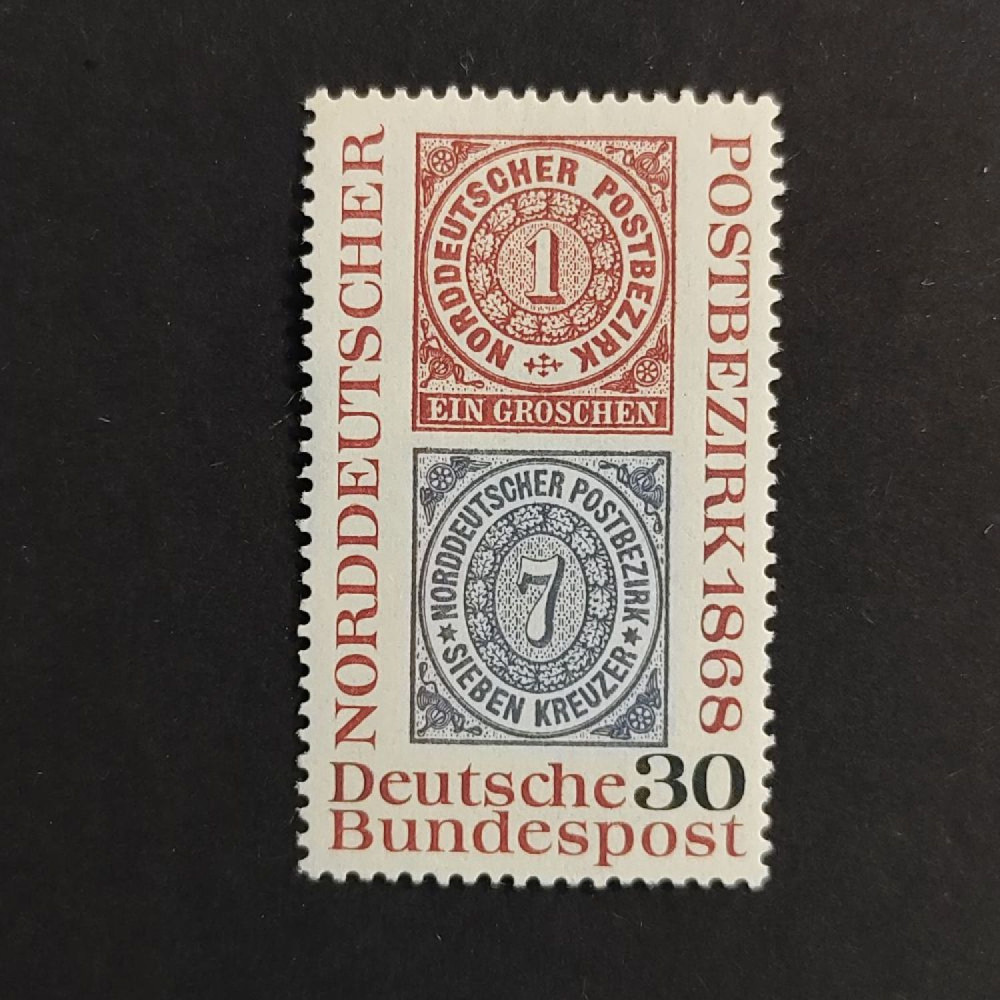 NORDDEUTSCHER
POSTBEZIRK 1868
NORDDEUTSCHER POSTBEZIRK
1
EIN GROSCHEN
NORDDEUTSCHER POSTBEZIRK
7
SIEBEN KREUZER
Deutsche 30
Bundespost